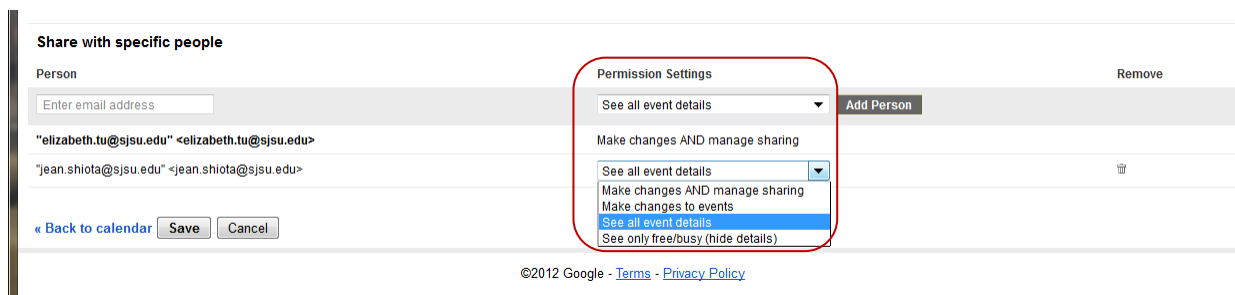 Share with specific people
Person Permission Settings Remove
Enter email address See all event details Add Person
"elizabeth.tu@sjsu.edu" <elizabeth.tu@sjsu.edu> Make changes AND manage sharing
"jean.shiota@sjsu.edu" <jean.shiota@sjsu.edu> See all event details
Make changes AND manage sharing
Make changes to events
See all event details
See only free/busy (hide details)
« Back to calendar Save Cancel
©2012 Google - Terms - Privacy Policy